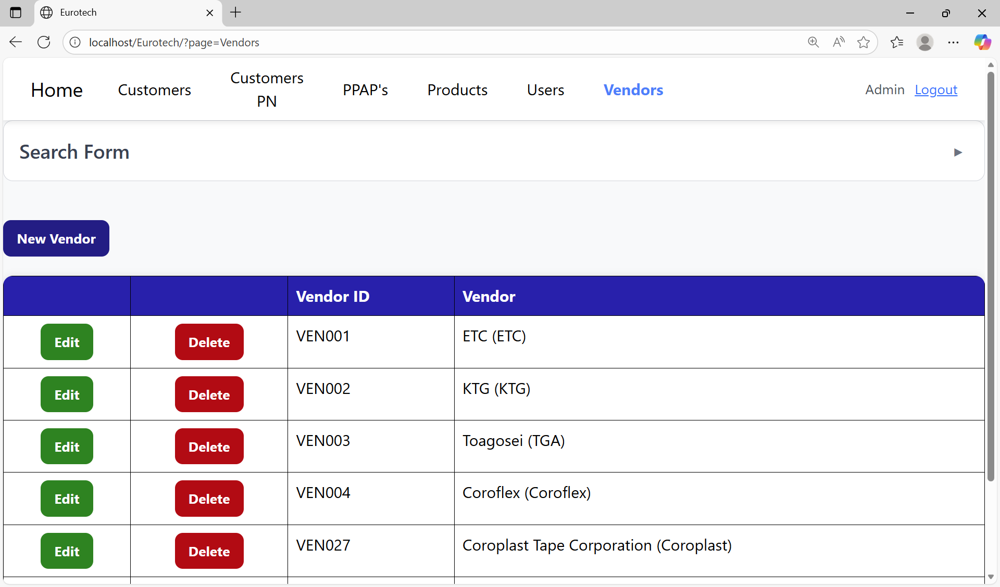 Eurotech
localhost/Eurotech/?page=Vendors
Home
Customers
Customers
PN
PPAP's
Products
Users
Vendors
Admin
Logout
Search Form
New Vendor
Vendor ID Vendor
Edit Delete VEN001 ETC (ETC)
Edit Delete VEN002 KTG (KTG)
Edit Delete VEN003 Toagosei (TGA)
Edit Delete VEN004 Coroflex (Coroflex)
Edit Delete VEN027 Coroplast Tape Corporation (Coroplast)